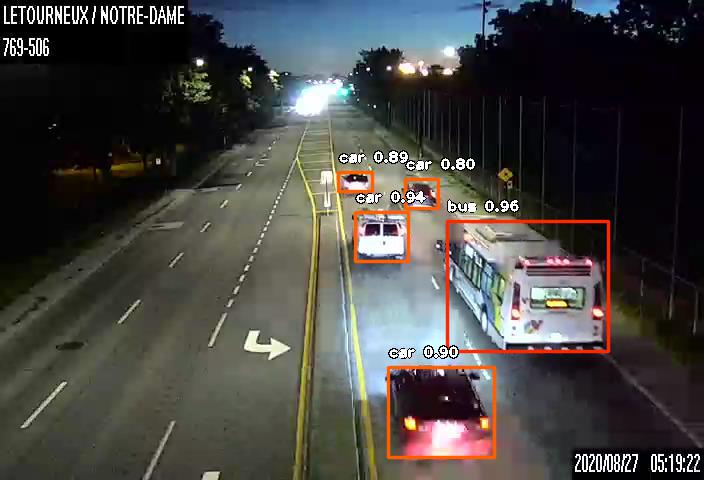 LETOURNEUX / NOTRE-DAME
769-506
car 0.89
car 0.80
car 0.94
bus 0.96
car 0.90
2020/08/27 05:19:22